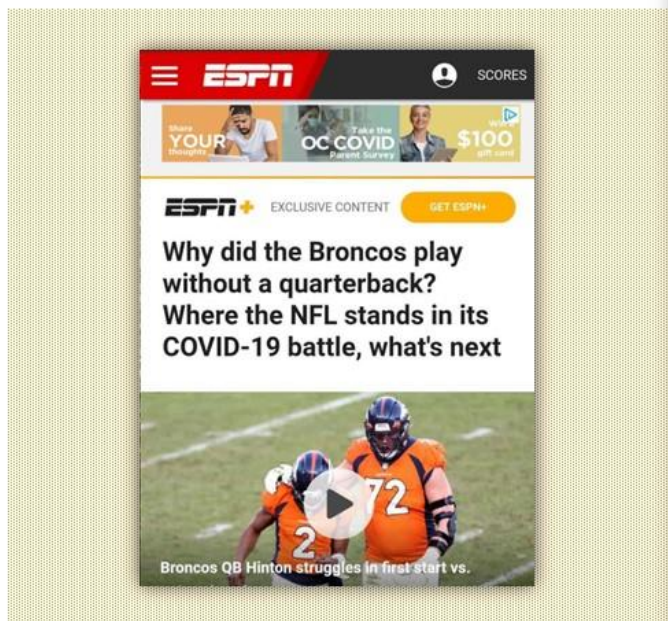 ESPN
SCORES
Share
YOUR
thoughts
Take the
OC COVID
Parent Survey
$100
gift card
ESPN+
EXCLUSIVE CONTENT
GET ESPN+
Why did the Broncos play
without a quarterback?
Where the NFL stands in its
COVID-19 battle, what's next
2
72
Broncos QB Hinton struggles in first start vs.